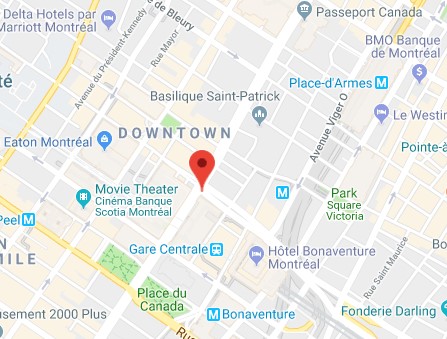 de Bleury
Delta Hotels par
Marriott Montréal
Passeport Canada
Rue Mayor
BMO Banque
de Montréal
Avenue du Président-Kennedy
Place-d'Armes M
té
Basilique Saint-Patrick
Avenue Viger O
Le Westin
DOWNTOWN
Eaton Montréal
Pointe-à
Movie Theater
Cinéma Banque
Scotia Montréal
M
Park
Square
Victoria
Peel M
N
MILE
Gare Centrale
Hôtel Bonaventure
Montréal
Rue Saint Maurice
Place du
Canada
usement 2000 Plus
M Bonaventure
Fonderie Darling
Ru